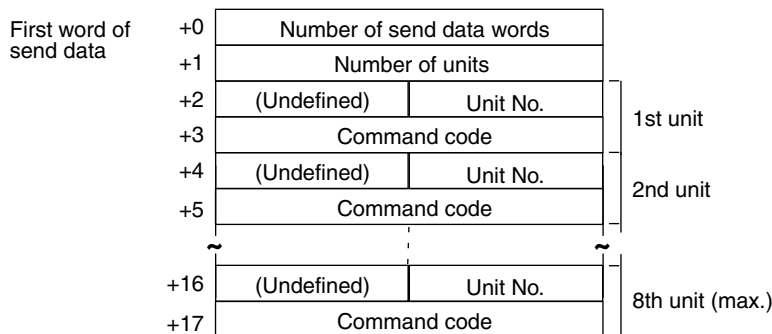 First word of
send data
+0 Number of send data words
+1 Number of units
+2 (Undefined) Unit No.
1st unit
+3 Command code
+4 (Undefined) Unit No.
2nd unit
+5 Command code
~ ~
+16 (Undefined) Unit No.
8th unit (max.)
+17 Command code